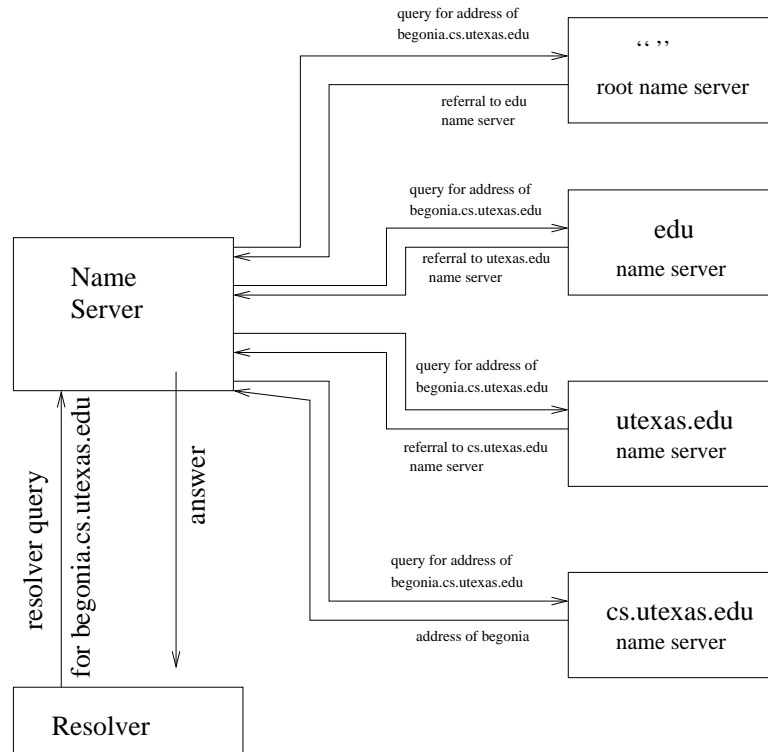 query for address of
begonia.cs.utexas.edu
“ ”
root name server
referral to edu
name server
query for address of
begonia.cs.utexas.edu
edu
name server
referral to utexas.edu
name server
Name
Server
query for address of
begonia.cs.utexas.edu
utexas.edu
name server
referral to cs.utexas.edu
name server
resolver query
for begonia.cs.utexas.edu
answer
query for address of
begonia.cs.utexas.edu
cs.utexas.edu
name server
address of begonia
Resolver